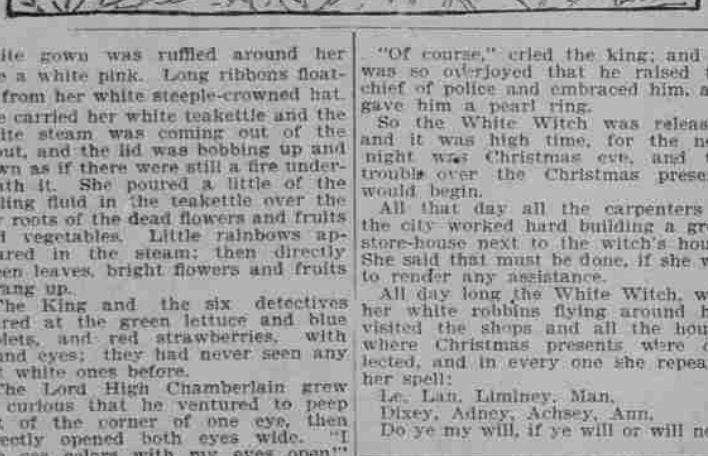 ite gown was ruffled around her
e a white pink. Long ribbons float-
from her white steeple-crowned hat.
e carried her white teakettle and the
ite steam was coming out of the
out, and the lid was bobbing up and
wn as if there were still a fire under-
ath it. She poured a little of the
ling fluid in the teakettle over the
roots of the dead flowers and fruits
d vegetables. Little rainbows ap-
ared in the steam; then directly
een leaves, bright flowers and fruits
ang up.
The King and the six detectives
red at the green lettuce and blue
olets, and red strawberries, with
and eyes; they had never seen any
t white ones before.
The Lord High Chamberlain grew
curious that he ventured to peep
t of the corner of one eye, then
ectly opened both eyes wide. "I
see colors with my eyes open!"
"Of course," cried the king; and
was so overjoyed that he raised
chief of police and embraced him, a
gave him a pearl ring.
So the White Witch was releas
and it was high time, for the ne
night was Christmas eve, and t
trouble over the Christmas prese
would begin.
All that day all the carpenters
the city worked hard building a gre
store-house next to the witch's hou
She said that must be done, if she w
to render any assistance.
All day long the White Witch, w
her white robbins flying around h
visited the shops and all the hou
where Christmas presents were c
lected, and in every one she repea
her spell:
Le, Lan, Liminey, Man,
Dixey, Adney, Achsey, Ann,
Do ye my will, if ye will or will no